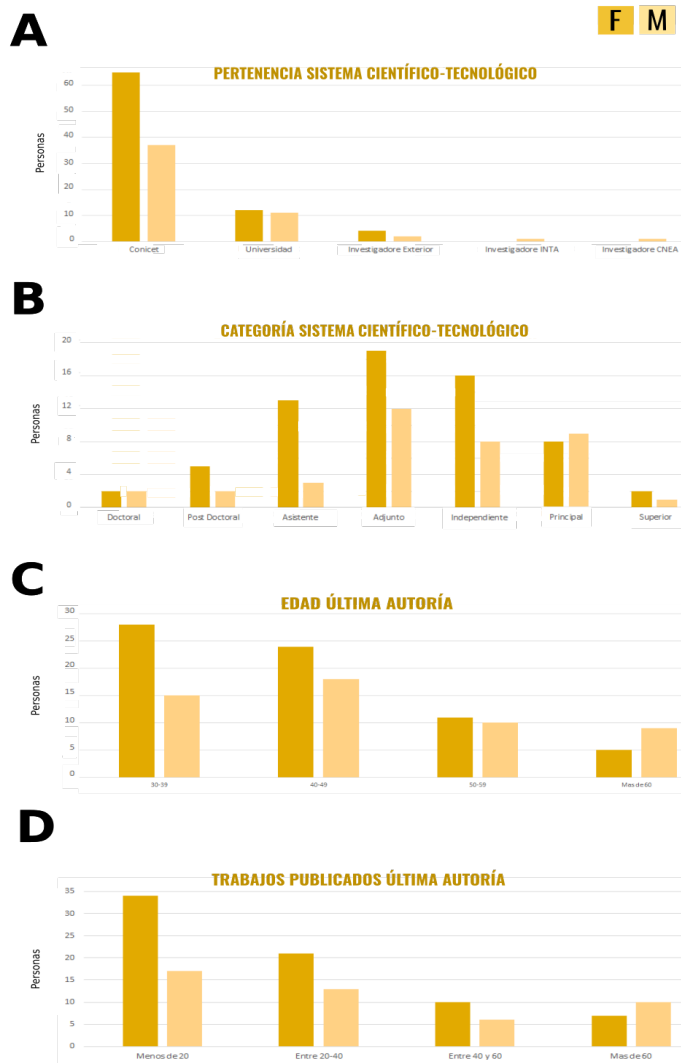 F M
A
PERTENENCIA SISTEMA CIENTÍFICO-TECNOLÓGICO
Personas
60
50
40
30
20
10
0
Conicet Universidad Investigadore Exterior Investigadore INTA Investigadore CNEA
B
CATEGORÍA SISTEMA CIENTÍFICO-TECNOLÓGICO
Personas
20
16
12
8
4
0
Doctoral Post Doctoral Asistente Adjunto Independiente Principal Superior
C
EDAD ÚLTIMA AUTORÍA
Personas
30
25
20
15
10
5
0
30-39 40-49 50-59 Mas de 60
D
TRABAJOS PUBLICADOS ÚLTIMA AUTORÍA
Personas
35
30
25
20
15
10
5
0
Menos de 20 Entre 20-40 Entre 40 y 60 Mas de 60